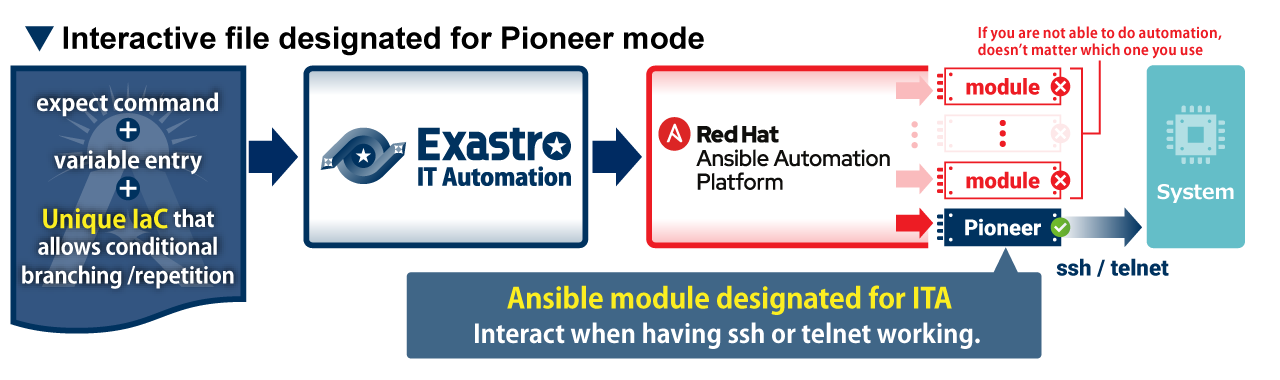 ▼ Interactive file designated for Pioneer mode
If you are not able to do automation,
doesn't matter which one you use
expect command
+
variable entry
+
Unique IaC that
allows conditional
branching /repetition
Exastro
IT Automation
Red Hat
Ansible Automation
Platform
module
module
Pioneer
System
ssh / telnet
Ansible module designated for ITA
Interact when having ssh or telnet working.